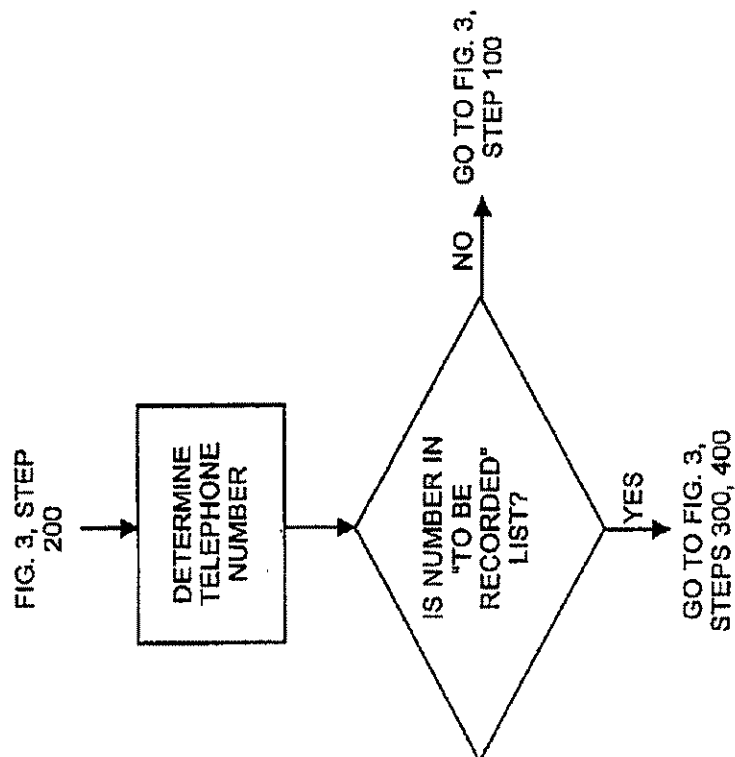 FIG. 3, STEP
200
DETERMINE
TELEPHONE
NUMBER
IS NUMBER IN
"TO BE
RECORDED"
LIST?
NO
GO TO FIG. 3,
STEP 100
YES
GO TO FIG. 3,
STEPS 300, 400